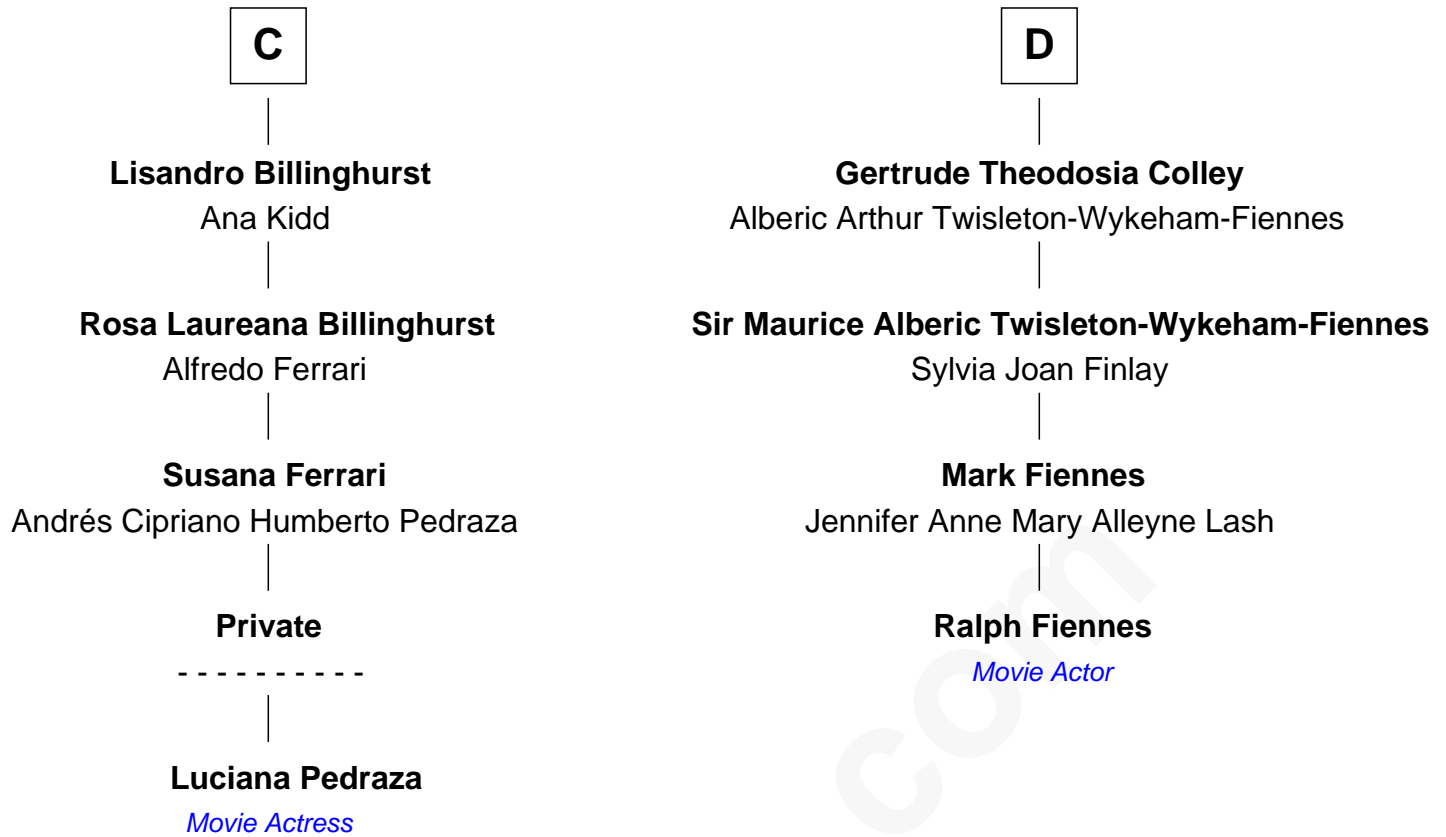 C
Lisandro Billinghurst
Ana Kidd
Rosa Laureana Billinghurst
Alfredo Ferrari
Susana Ferrari
Andrés Cipriano Humberto Pedraza
Private
- - - - - - - - - -
Luciana Pedraza
Movie Actress
D
Gertrude Theodosia Colley
Alberic Arthur Twisleton-Wykeham-Fiennes
Sir Maurice Alberic Twisleton-Wykeham-Fiennes
Sylvia Joan Finlay
Mark Fiennes
Jennifer Anne Mary Alleyne Lash
Ralph Fiennes
Movie Actor
com